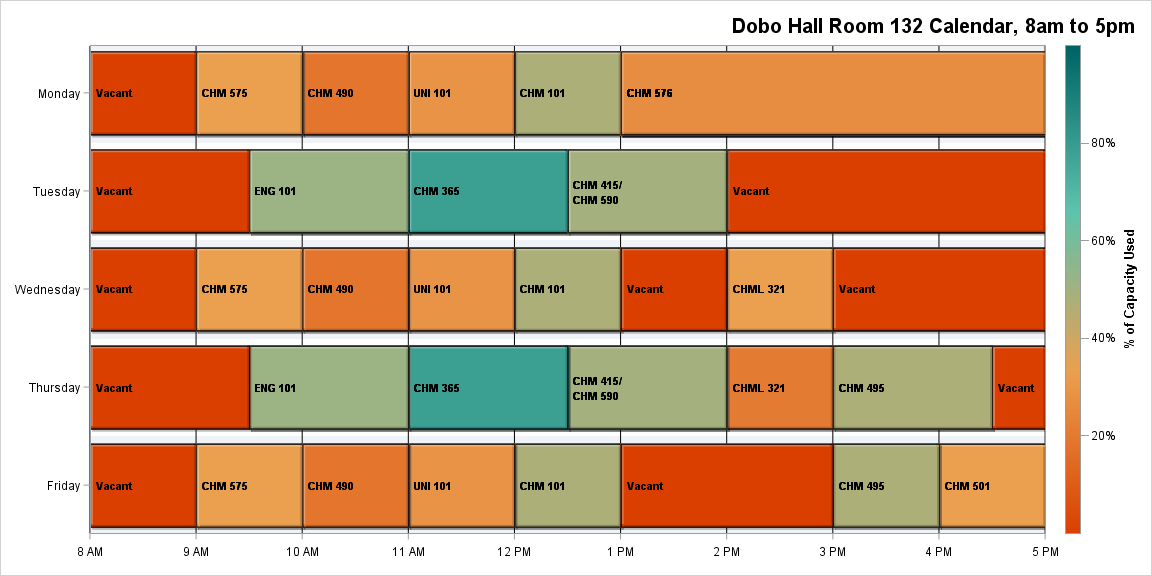 Dobo Hall Room 132 Calendar, 8am to 5pm
Monday
Vacant
CHM 575
CHM 490
UNI 101
CHM 101
CHM 576
Tuesday
Vacant
ENG 101
CHM 365
CHM 415/
CHM 590
Vacant
Wednesday
Vacant
CHM 575
CHM 490
UNI 101
CHM 101
Vacant
CHML 321
Vacant
Thursday
Vacant
ENG 101
CHM 365
CHM 415/
CHM 590
CHML 321
CHM 495
Vacant
Friday
Vacant
CHM 575
CHM 490
UNI 101
CHM 101
Vacant
CHM 495
CHM 501
8 AM
9 AM
10 AM
11 AM
12 PM
1 PM
2 PM
3 PM
4 PM
5 PM
80%
60%
40%
20%
% of Capacity Used